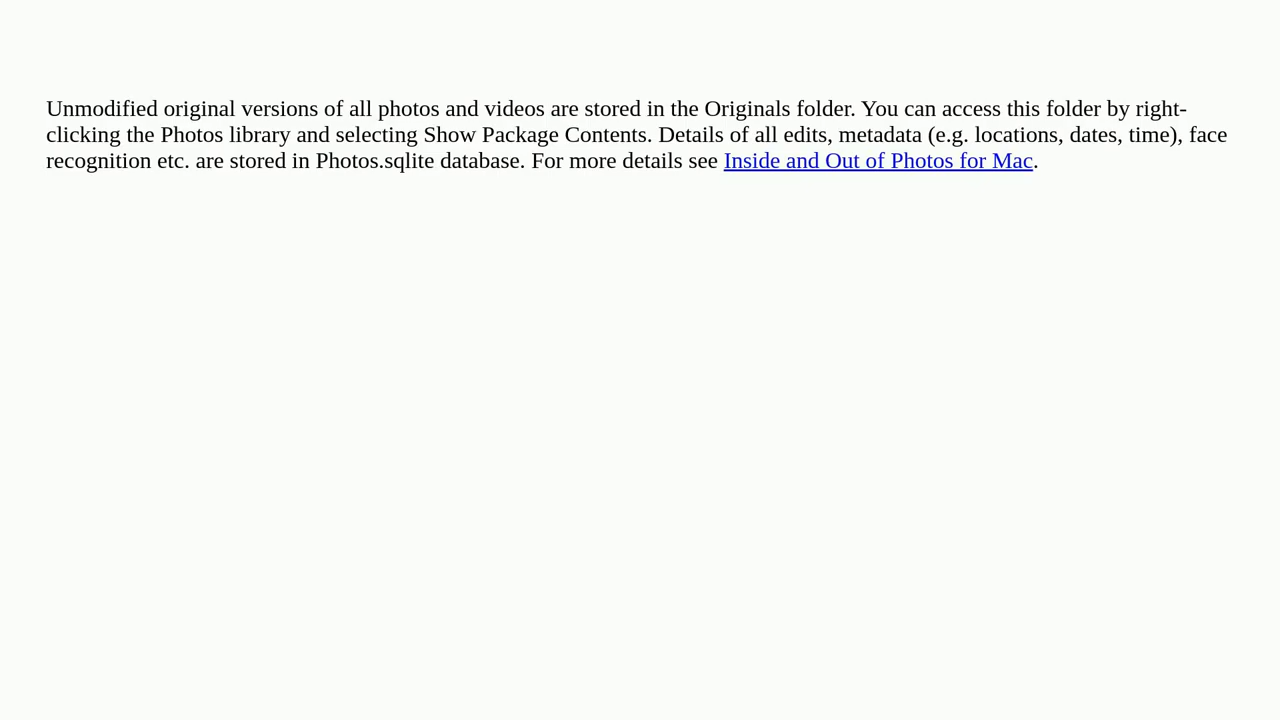 Unmodified original versions of all photos and videos are stored in the Originals folder. You can access this folder by right-
clicking the Photos library and selecting Show Package Contents. Details of all edits, metadata (e.g. locations, dates, time), face
recognition etc. are stored in Photos.sqlite database. For more details see Inside and Out of Photos for Mac.